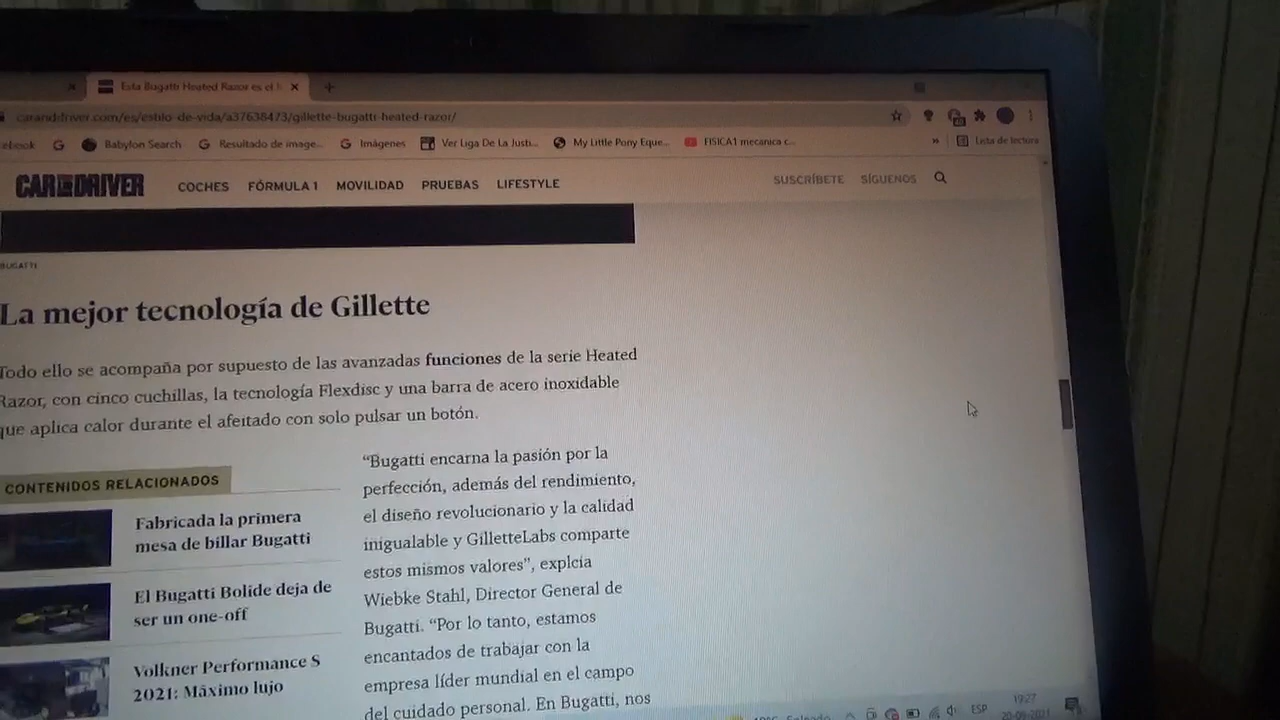 Esta Bugatti Heated Razor es el
carandriver.com/es/estilo-de-vida/a37638473/gillette-bugatti-heated-razor/
ebook
Babylon Search
Resultado de image...
Imágenes
Ver Liga De La Justi...
My Little Pony Eque...
FISICA1 mecanica c...
»
Lista de lectura
CAR AND DRIVER
COCHES
FÓRMULA 1
MOVILIDAD
PRUEBAS
LIFESTYLE
SUSCRÍBETE
SÍGUENOS
BUGATTI
La mejor tecnología de Gillette
Todo ello se acompaña por supuesto de las avanzadas funciones de la serie Heated
Razor, con cinco cuchillas, la tecnología Flexdisc y una barra de acero inoxidable
que aplica calor durante el afeitado con solo pulsar un botón.
CONTENIDOS RELACIONADOS
Fabricada la primera
mesa de billar Bugatti
El Bugatti Bolide deja de
ser un one-off
Volkner Performance S
2021: Máximo lujo
“Bugatti encarna la pasión por la
perfección, además del rendimiento,
el diseño revolucionario y la calidad
inigualable y GilletteLabs comparte
estos mismos valores”, explcía
Wiebke Stahl, Director General de
Bugatti. “Por lo tanto, estamos
encantados de trabajar con la
empresa líder mundial en el campo
del cuidado personal. En Bugatti, nos
ESP
19:27